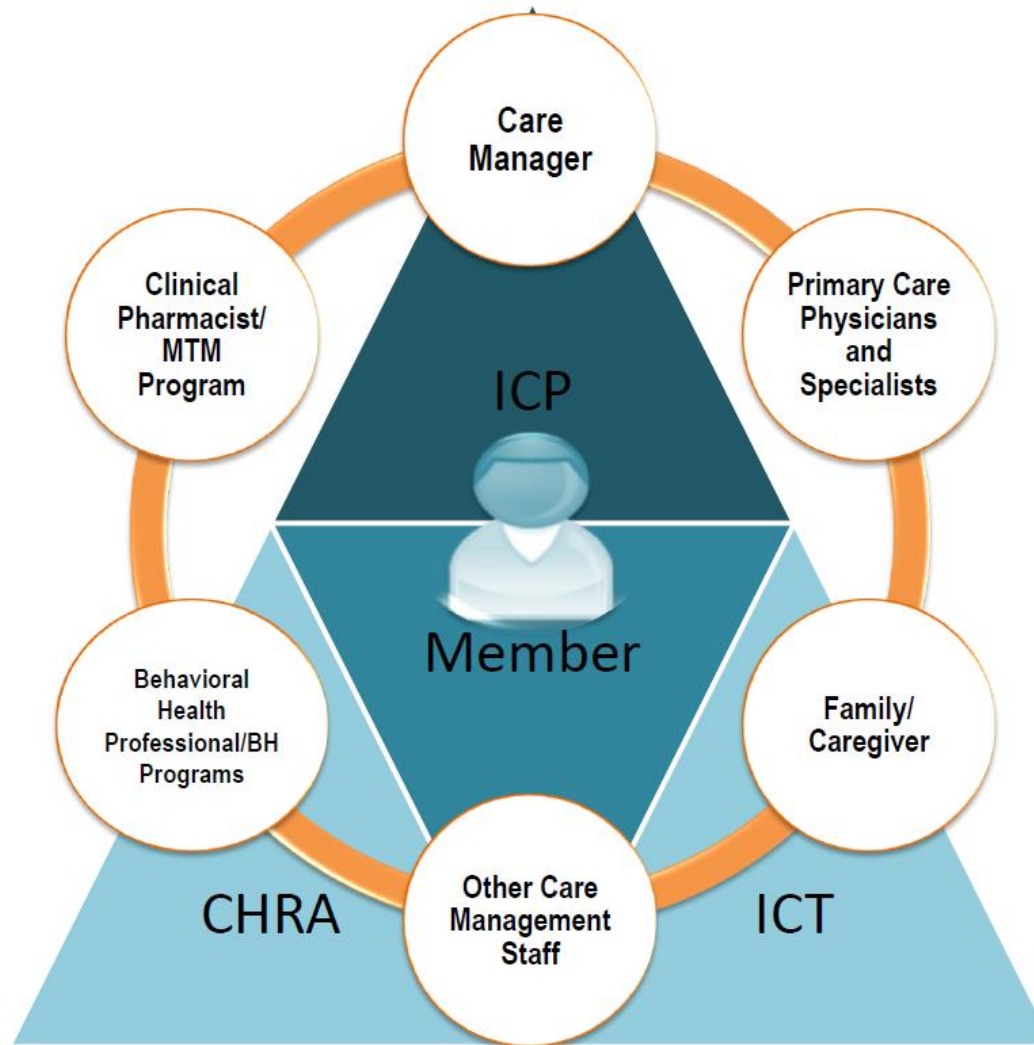 Care
Manager
Clinical
Pharmacist/
MTM
Program
Primary Care
Physicians
and
Specialists
ICP
Member
Behavioral
Health
Professional/BH
Programs
Family/
Caregiver
CHRA
Other Care
Management
Staff
ICT